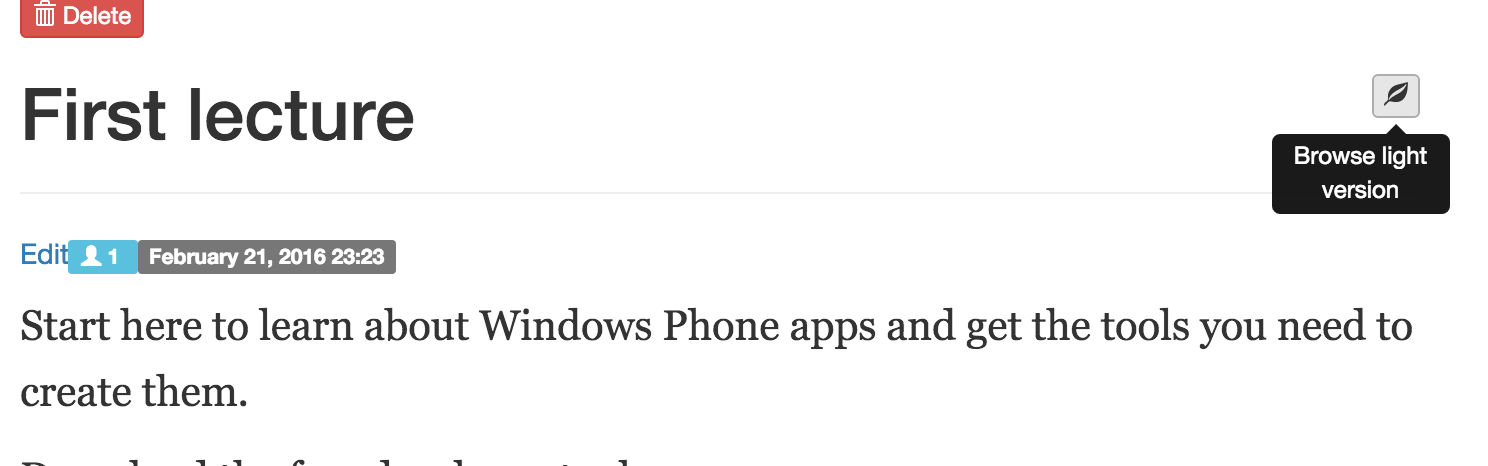 Delete
First lecture
Browse light
version
Edit 1 February 21, 2016 23:23
Start here to learn about Windows Phone apps and get the tools you need to
create them.